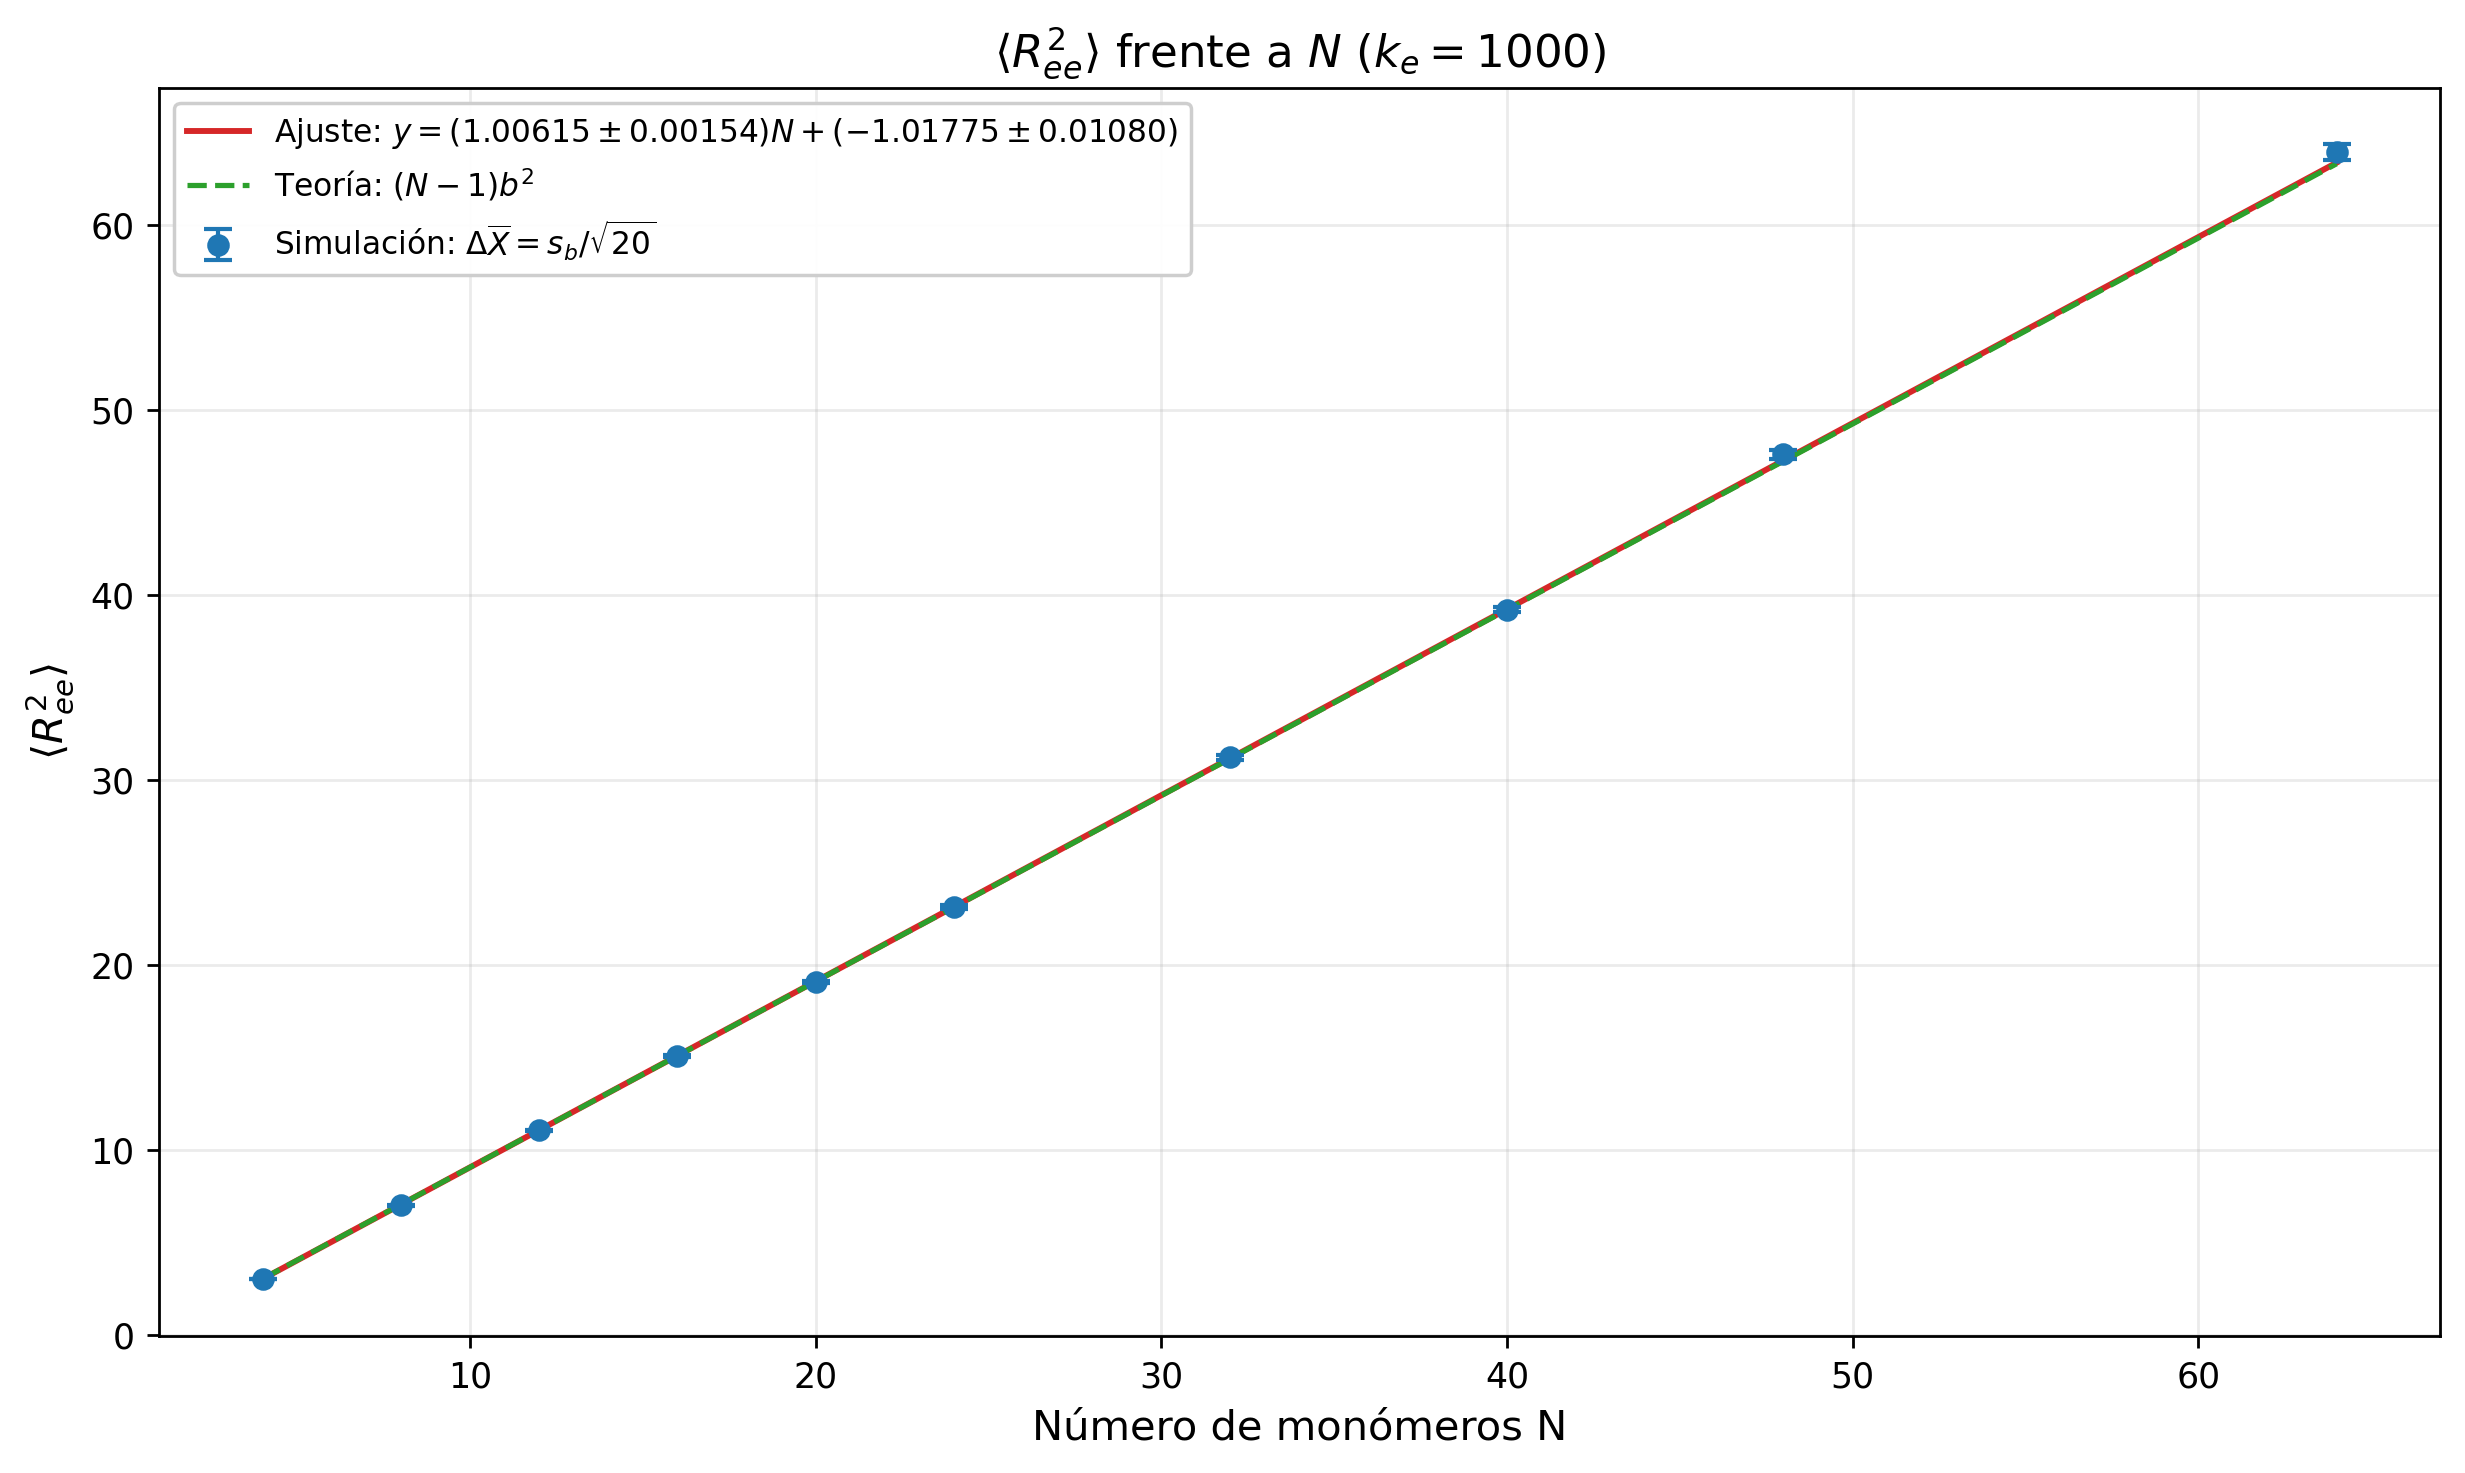 ⟨R²ₑₑ⟩ frente a N (kₑ = 1000)
Ajuste: y = (1.00615 ± 0.00154)N + (−1.01775 ± 0.01080)
Teoría: (N − 1)b²
Simulación: ΔX̅ = s_b/√20
⟨R²ₑₑ⟩
60
50
40
30
20
10
0
10 20 30 40 50 60
Número de monómeros N